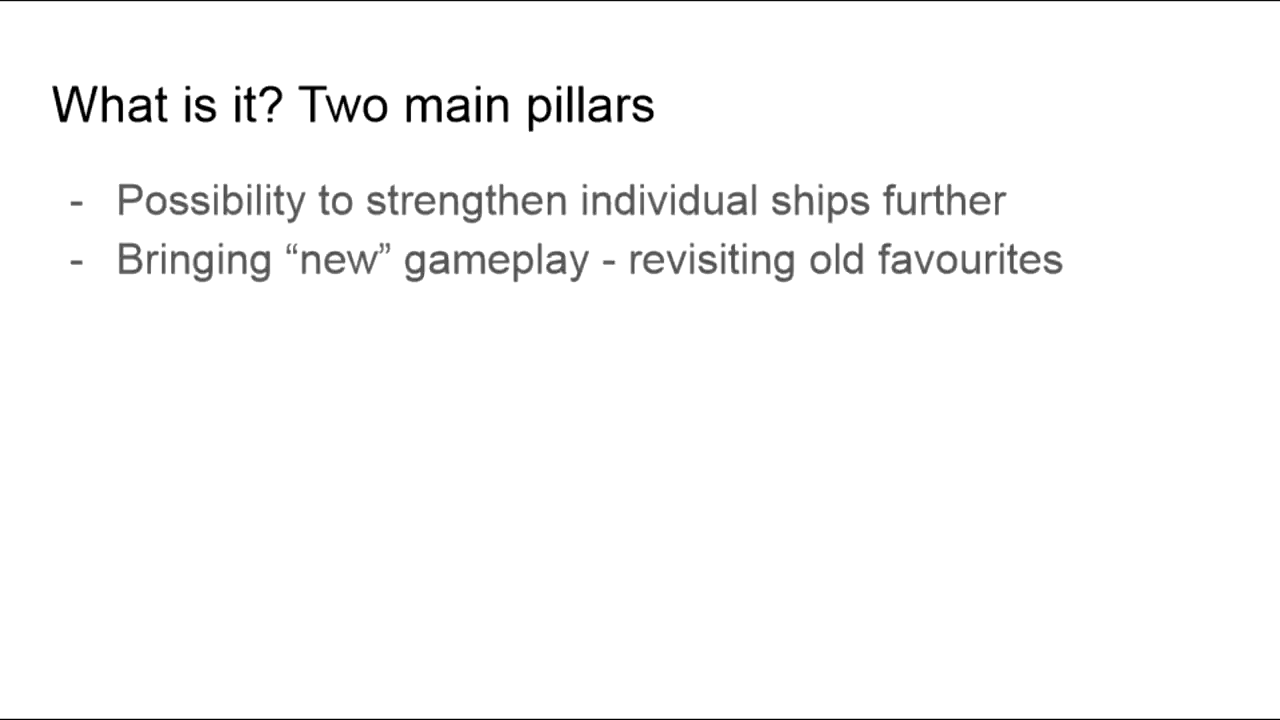 What is it? Two main pillars
- Possibility to strengthen individual ships further
- Bringing “new” gameplay - revisiting old favourites